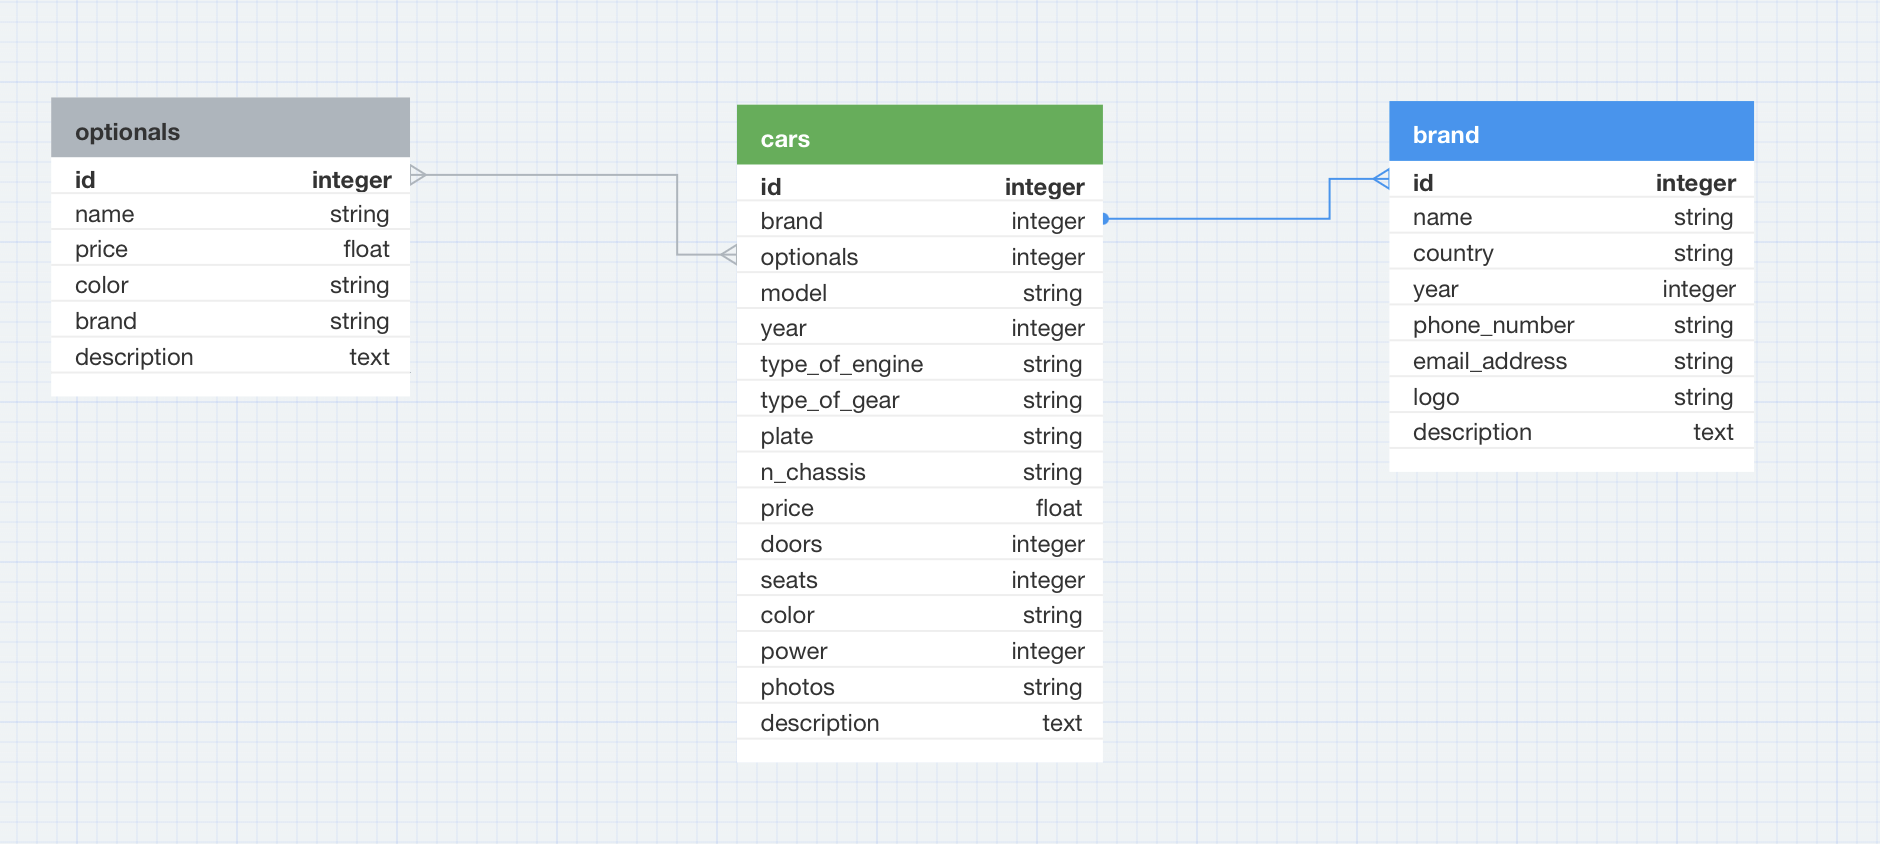 optionals
id integer
name string
price float
color string
brand string
description text
cars
id integer
brand integer
optionals integer
model string
year integer
type_of_engine string
type_of_gear string
plate string
n_chassis string
price float
doors integer
seats integer
color string
power integer
photos string
description text
brand
id integer
name string
country string
year integer
phone_number string
email_address string
logo string
description text